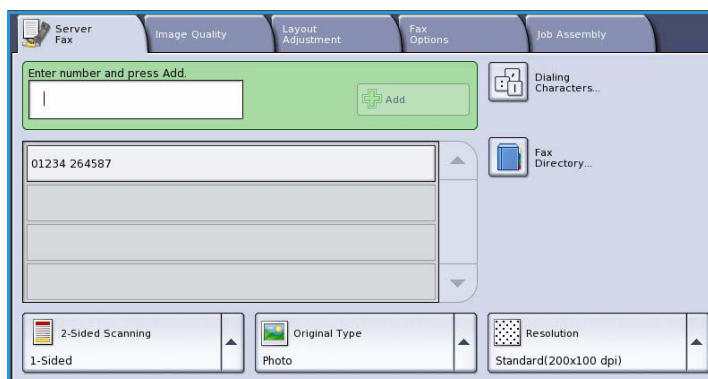 Server
Fax
Image Quality
Layout
Adjustment
Fax
Options
Job Assembly
Enter number and press Add.
Add
Dialing
Characters...
01234 264587
Fax
Directory...
2-Sided Scanning
1-Sided
Original Type
Photo
Resolution
Standard(200x100 dpi)